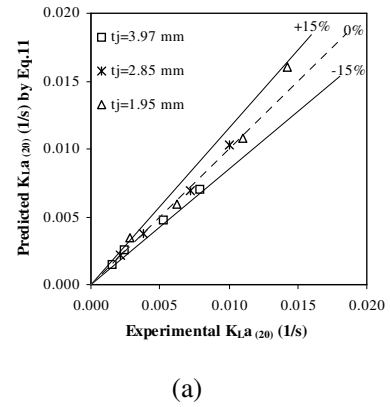 0.020
+15%
0%
-15%
tj=3.97 mm
tj=2.85 mm
tj=1.95 mm
0.015
0.010
0.005
0.000
0.000 0.005 0.010 0.015 0.020
Predicted KLa (20) (1/s) by Eq.11
Experimental KLa (20) (1/s)
(a)